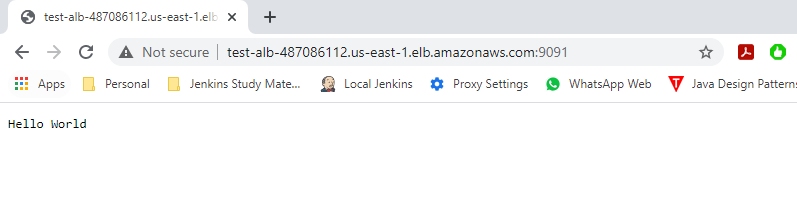 test-alb-487086112.us-east-1.elb
Not secure test-alb-487086112.us-east-1.elb.amazonaws.com:9091
Apps Personal Jenkins Study Mate... Local Jenkins Proxy Settings WhatsApp Web Java Design Patterns
Hello World